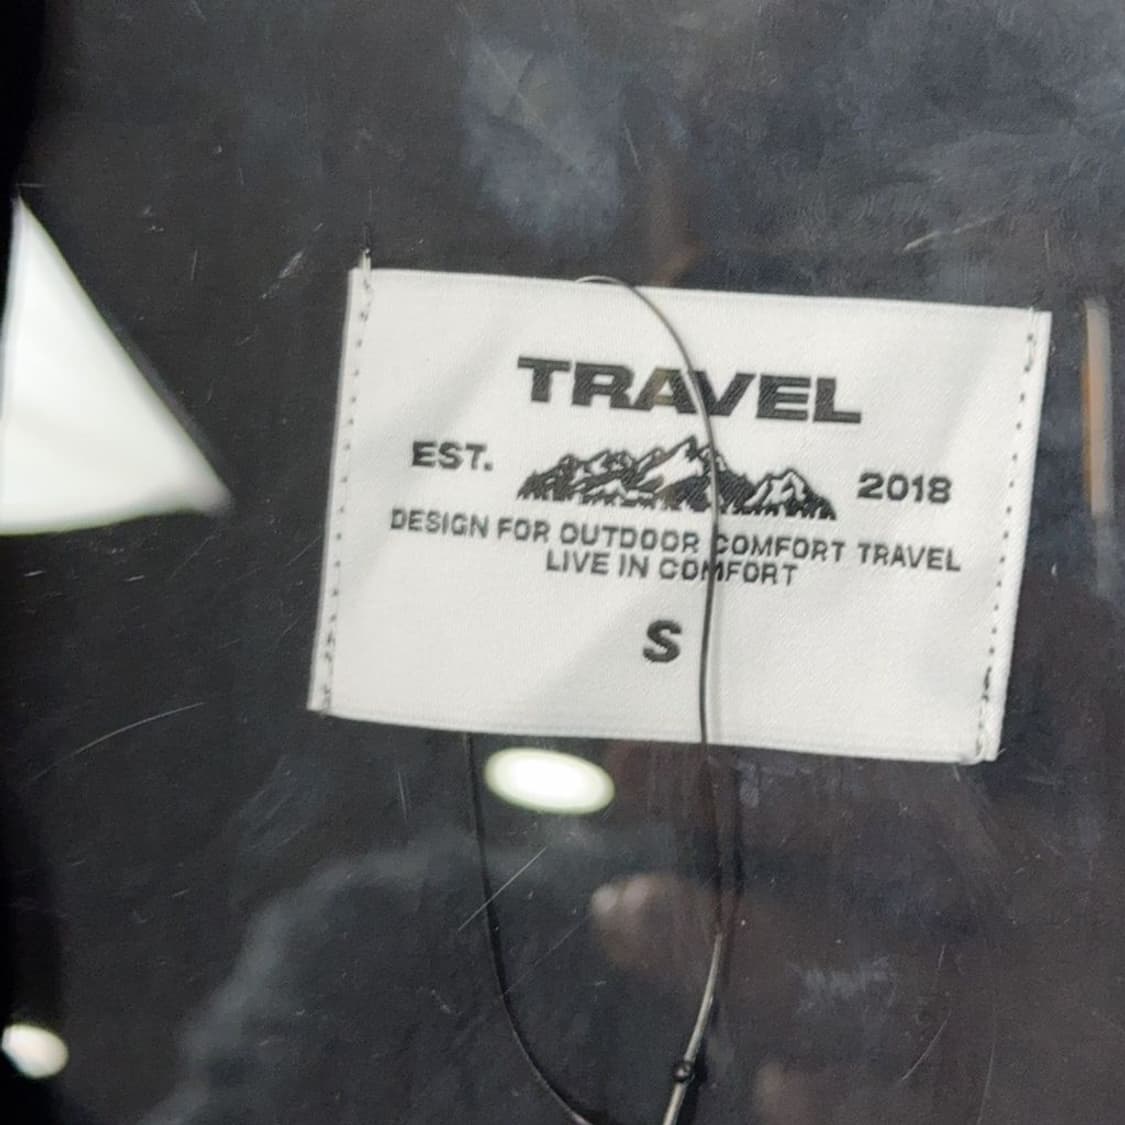 TRAVEL
EST. 2018
DESIGN FOR OUTDOOR COMFORT TRAVEL
LIVE IN COMFORT
S